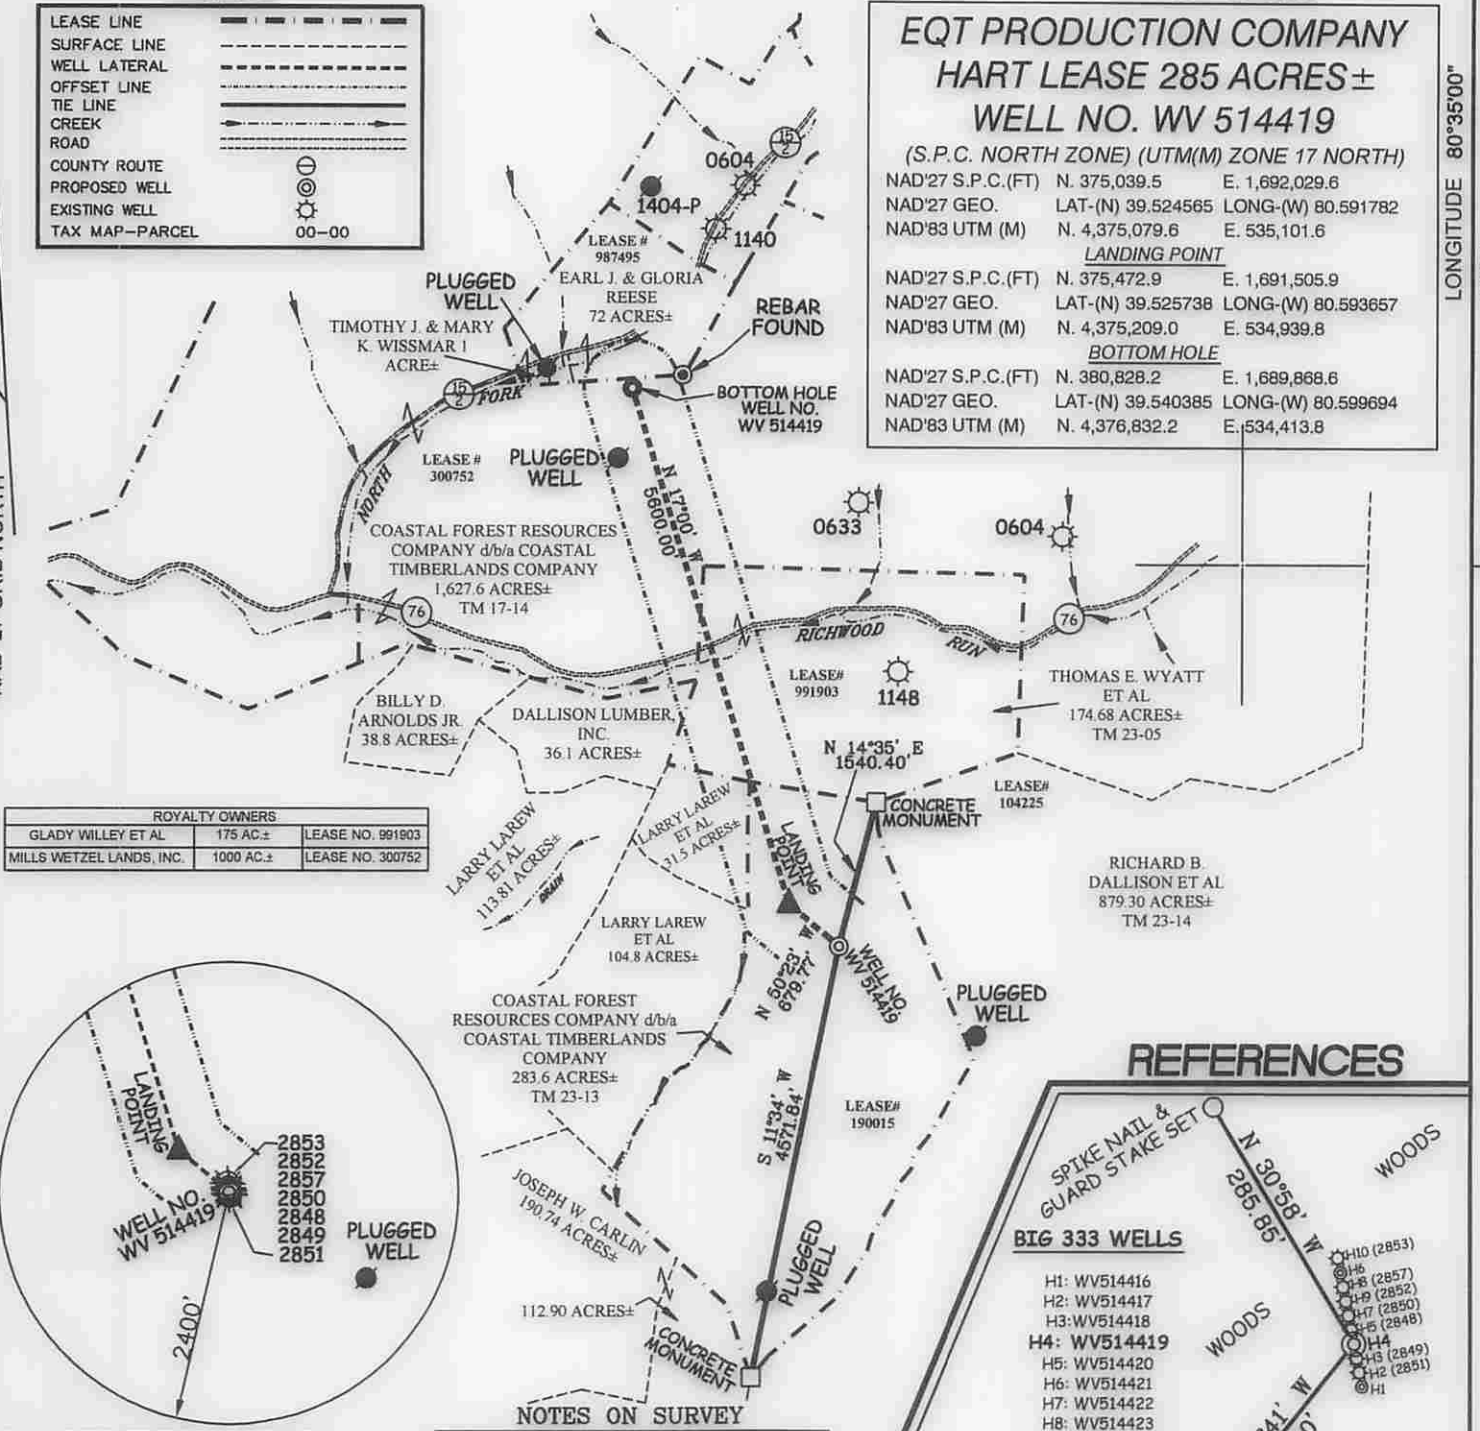 LEASE LINE
SURFACE LINE
WELL LATERAL
OFFSET LINE
TIE LINE
CREEK
ROAD
COUNTY ROUTE
PROPOSED WELL
EXISTING WELL
TAX MAP-PARCEL 00-00
EQT PRODUCTION COMPANY
HART LEASE 285 ACRES±
WELL NO. WV 514419
(S.P.C. NORTH ZONE) (UTM(M) ZONE 17 NORTH)
NAD'27 S.P.C.(FT) N. 375,039.5 E. 1,692,029.6
NAD'27 GEO. LAT-(N) 39.524565 LONG-(W) 80.591782
NAD'83 UTM (M) N. 4,375,079.6 E. 535,101.6
LANDING POINT
NAD'27 S.P.C.(FT) N. 375,472.9 E. 1,691,505.9
NAD'27 GEO. LAT-(N) 39.525738 LONG-(W) 80.593657
NAD'83 UTM (M) N. 4,375,209.0 E. 534,939.8
BOTTOM HOLE
NAD'27 S.P.C.(FT) N. 380,828.2 E. 1,689,868.6
NAD'27 GEO. LAT-(N) 39.540385 LONG-(W) 80.599694
NAD'83 UTM (M) N. 4,376,832.2 E. 534,413.8
LONGITUDE 80°35'00"
15
2
0604
1404-P
1140
LEASE #
987495
EARL J. & GLORIA
REESE
72 ACRES±
PLUGGED
WELL
REBAR
FOUND
TIMOTHY J. & MARY
K. WISSMAR 1
ACRE±
15
2
NORTH
FORK
BOTTOM HOLE
WELL NO.
WV 514419
LEASE #
300752
PLUGGED
WELL
N 17°00' W
5600.00'
0633
0604
COASTAL FOREST RESOURCES
COMPANY d/b/a COASTAL
TIMBERLANDS COMPANY
1,627.6 ACRES±
TM 17-14
76
RICHWOOD
RUN
76
LEASE#
991903
1148
THOMAS E. WYATT
ET AL
174.68 ACRES±
TM 23-05
BILLY D.
ARNOLDS JR.
38.8 ACRES±
DALLISON LUMBER,
INC.
36.1 ACRES±
N 14°35' E
1540.40'
LEASE#
104225
CONCRETE
MONUMENT
ROYALTY OWNERS
GLADY WILLEY ET AL 175 AC.± LEASE NO. 991903
MILLS WETZEL LANDS, INC. 1000 AC.± LEASE NO. 300752
LARRY LAREW
ET AL
113.81 ACRES±
DRAIN
LARRY LAREW
ET AL
31.5 ACRES±
LANDING
POINT
RICHARD B.
DALLISON ET AL
879.30 ACRES±
TM 23-14
LARRY LAREW
ET AL
104.8 ACRES±
N 50°23' W
679.77'
WELL NO.
WV 514419
PLUGGED
WELL
COASTAL FOREST
RESOURCES COMPANY d/b/a
COASTAL TIMBERLANDS
COMPANY
283.6 ACRES±
TM 23-13
S 11°34' W
4571.84'
LEASE#
190015
JOSEPH W. CARLIN
190.74 ACRES±
112.90 ACRES±
PLUGGED
WELL
CONCRETE
MONUMENT
LANDING
POINT
WELL NO.
WV 514419
2853
2852
2857
2850
2848
2849
2851
PLUGGED
WELL
2400'
NOTES ON SURVEY
REFERENCES
SPIKE NAIL &
GUARD STAKE SET
N 30°58' W
285.85'
WOODS
WOODS
BIG 333 WELLS
H1: WV514416
H2: WV514417
H3:WV514418
H4: WV514419
H5: WV514420
H6: WV514421
H7: WV514422
H8: WV514423
H10 (2853)
H6
H8 (2857)
H9 (2852)
H7 (2850)
H5 (2848)
H4
H3 (2849)
H2 (2851)
H1